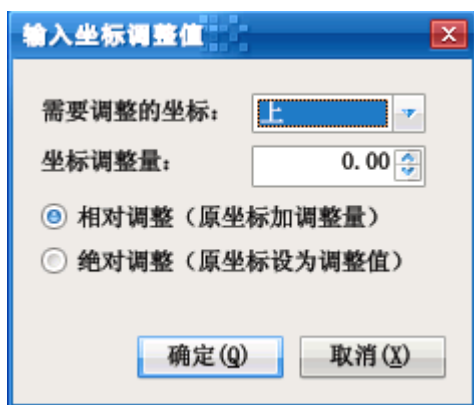 输入坐标调整值
需要调整的坐标： 上
坐标调整量： 0.00
相对调整（原坐标加调整量）
绝对调整（原坐标设为调整值）
确定(Q) 取消(X)